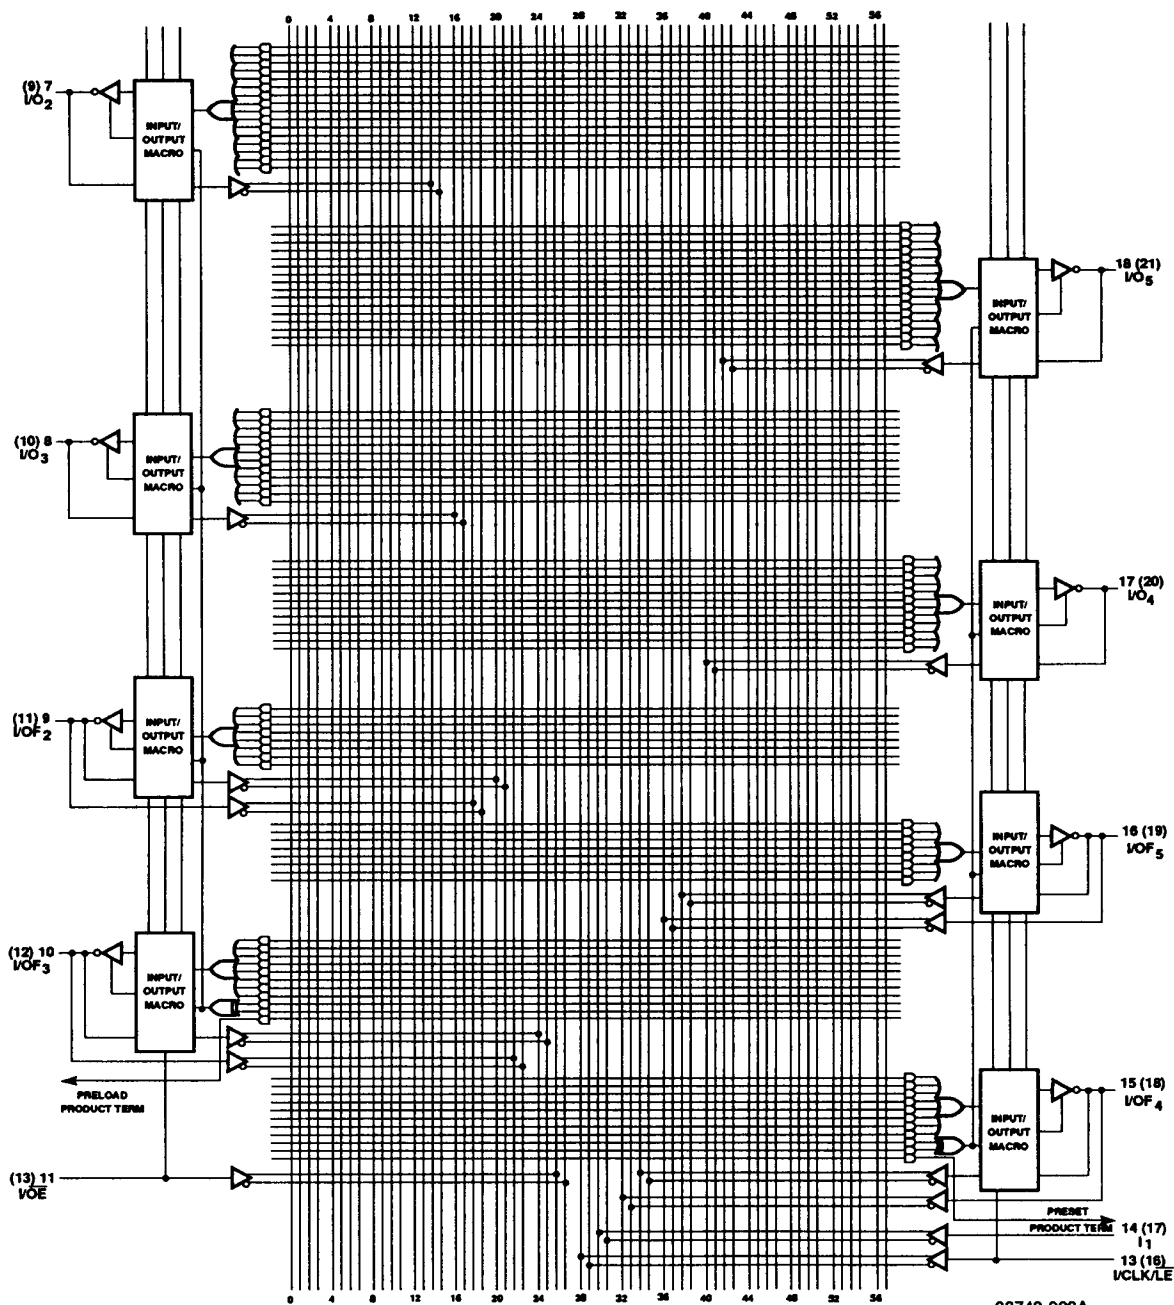 0 4 8 12 16 20 24 28 32 36 40 44 48 52 56
(9) 7
I/O2
INPUT/
OUTPUT
MACRO
18 (21)
I/O5
INPUT/
OUTPUT
MACRO
(10) 8
I/O3
INPUT/
OUTPUT
MACRO
17 (20)
I/O4
INPUT/
OUTPUT
MACRO
(11) 9
I/OF2
INPUT/
OUTPUT
MACRO
16 (19)
I/OF5
INPUT/
OUTPUT
MACRO
(12) 10
I/OF3
INPUT/
OUTPUT
MACRO
PRELOAD
PRODUCT TERM
15 (18)
I/OF4
INPUT/
OUTPUT
MACRO
(13) 11
I/OE
PRESET
PRODUCT TERM
14 (17)
I1
13 (16)
I/CLK/LE
0 4 8 12 16 20 24 28 32 36 40 44 48 52 56